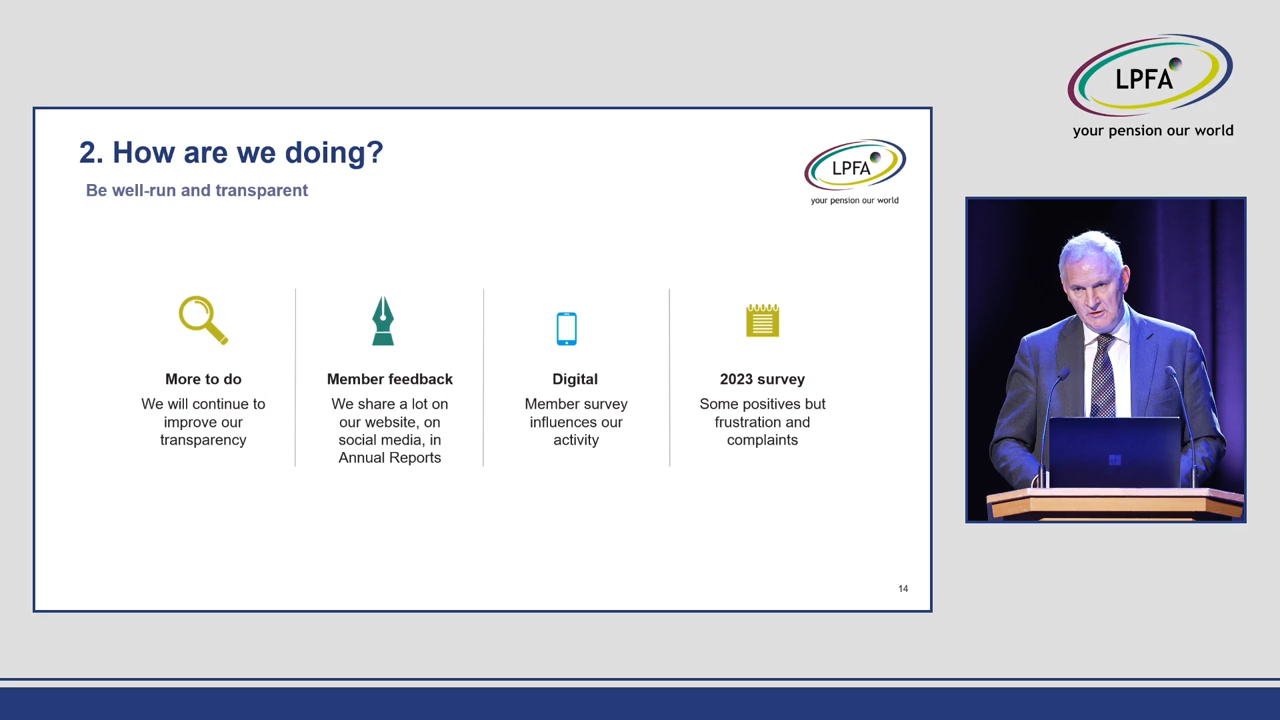 LPFA
your pension our world
2. How are we doing?
Be well-run and transparent
LPFA
your pension our world
More to do
We will continue to
improve our
transparency
Member feedback
We share a lot on
our website, on
social media, in
Annual Reports
Digital
Member survey
influences our
activity
2023 survey
Some positives but
frustration and
complaints
14